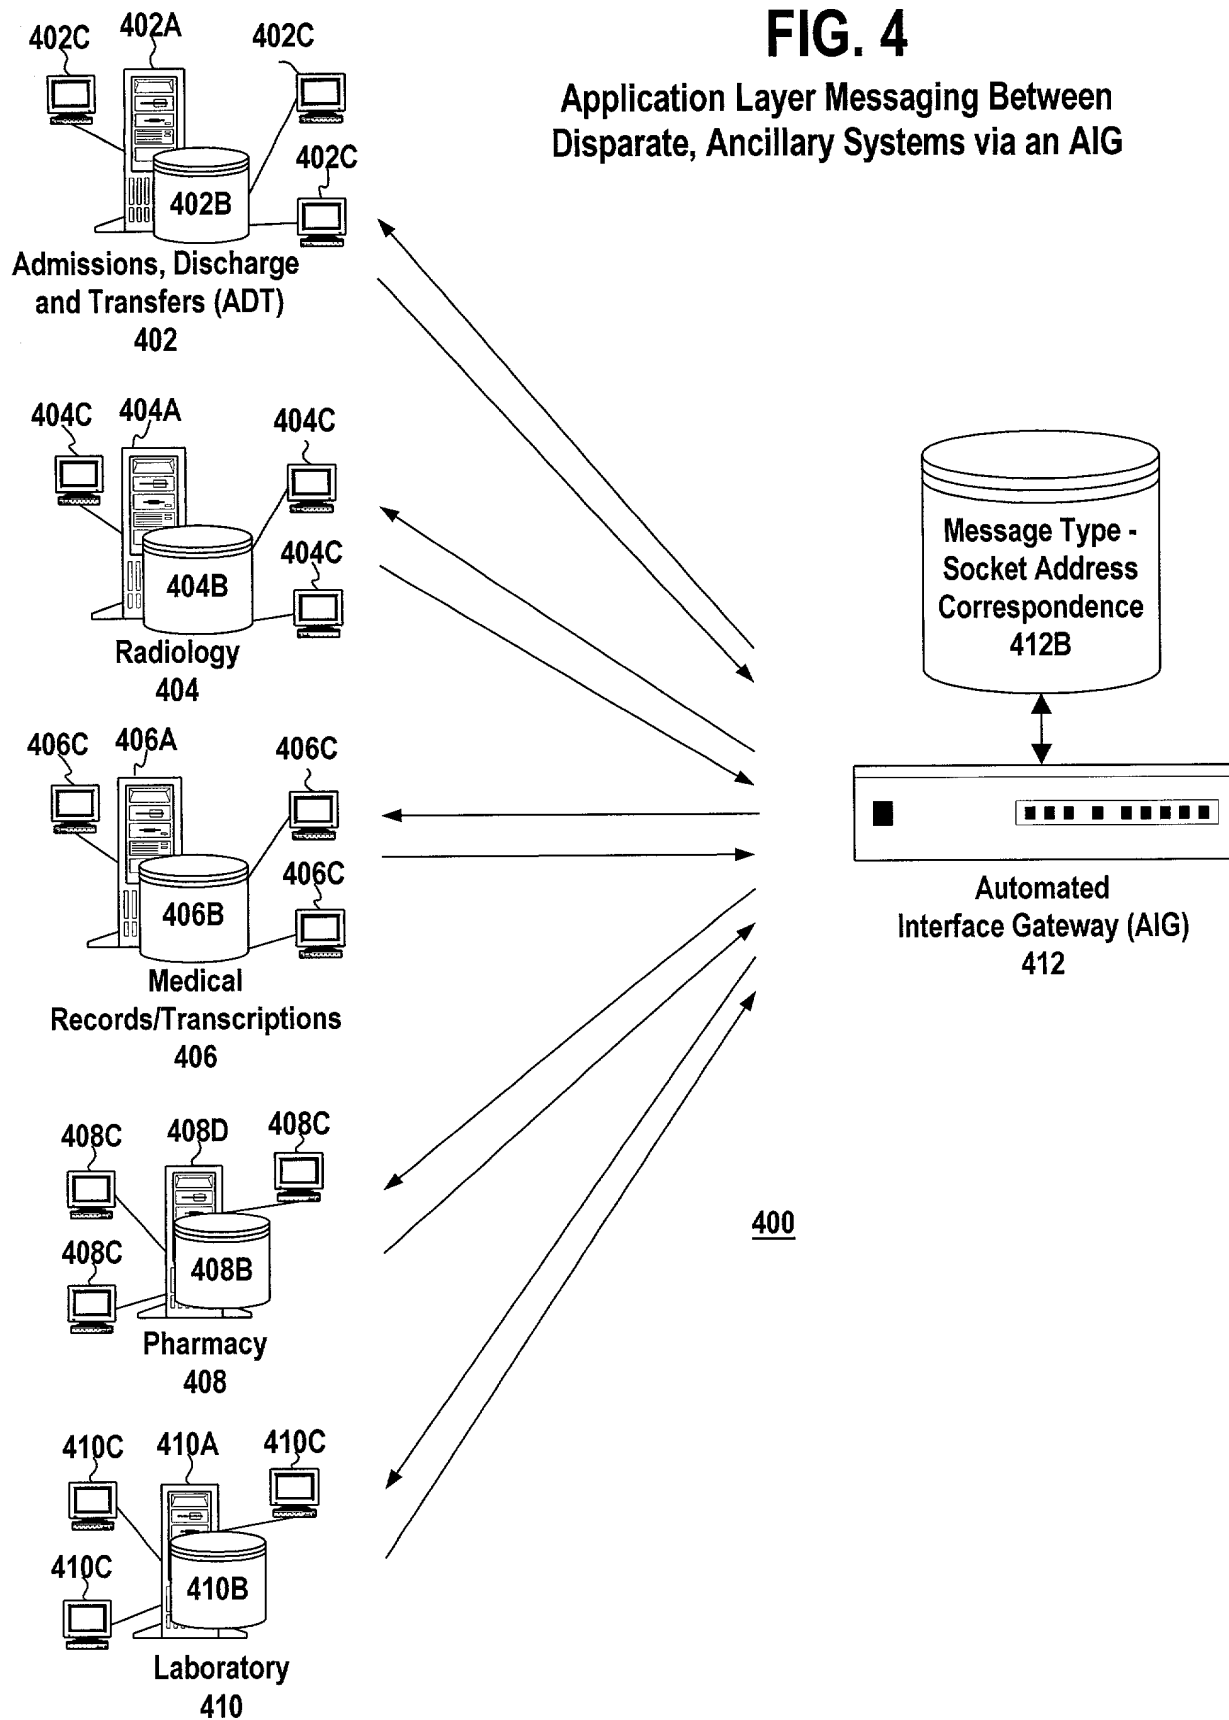 FIG. 4
Application Layer Messaging Between
Disparate, Ancillary Systems via an AIG
402C
402A
402C
402C
402B
Admissions, Discharge
and Transfers (ADT)
402
404C
404A
404C
404C
404B
Radiology
404
406C
406A
406C
406C
406B
Medical
Records/Transcriptions
406
408C
408D
408C
408C
408B
Pharmacy
408
410C
410A
410C
410C
410B
Laboratory
410
Message Type -
Socket Address
Correspondence
412B
Automated
Interface Gateway (AIG)
412
400